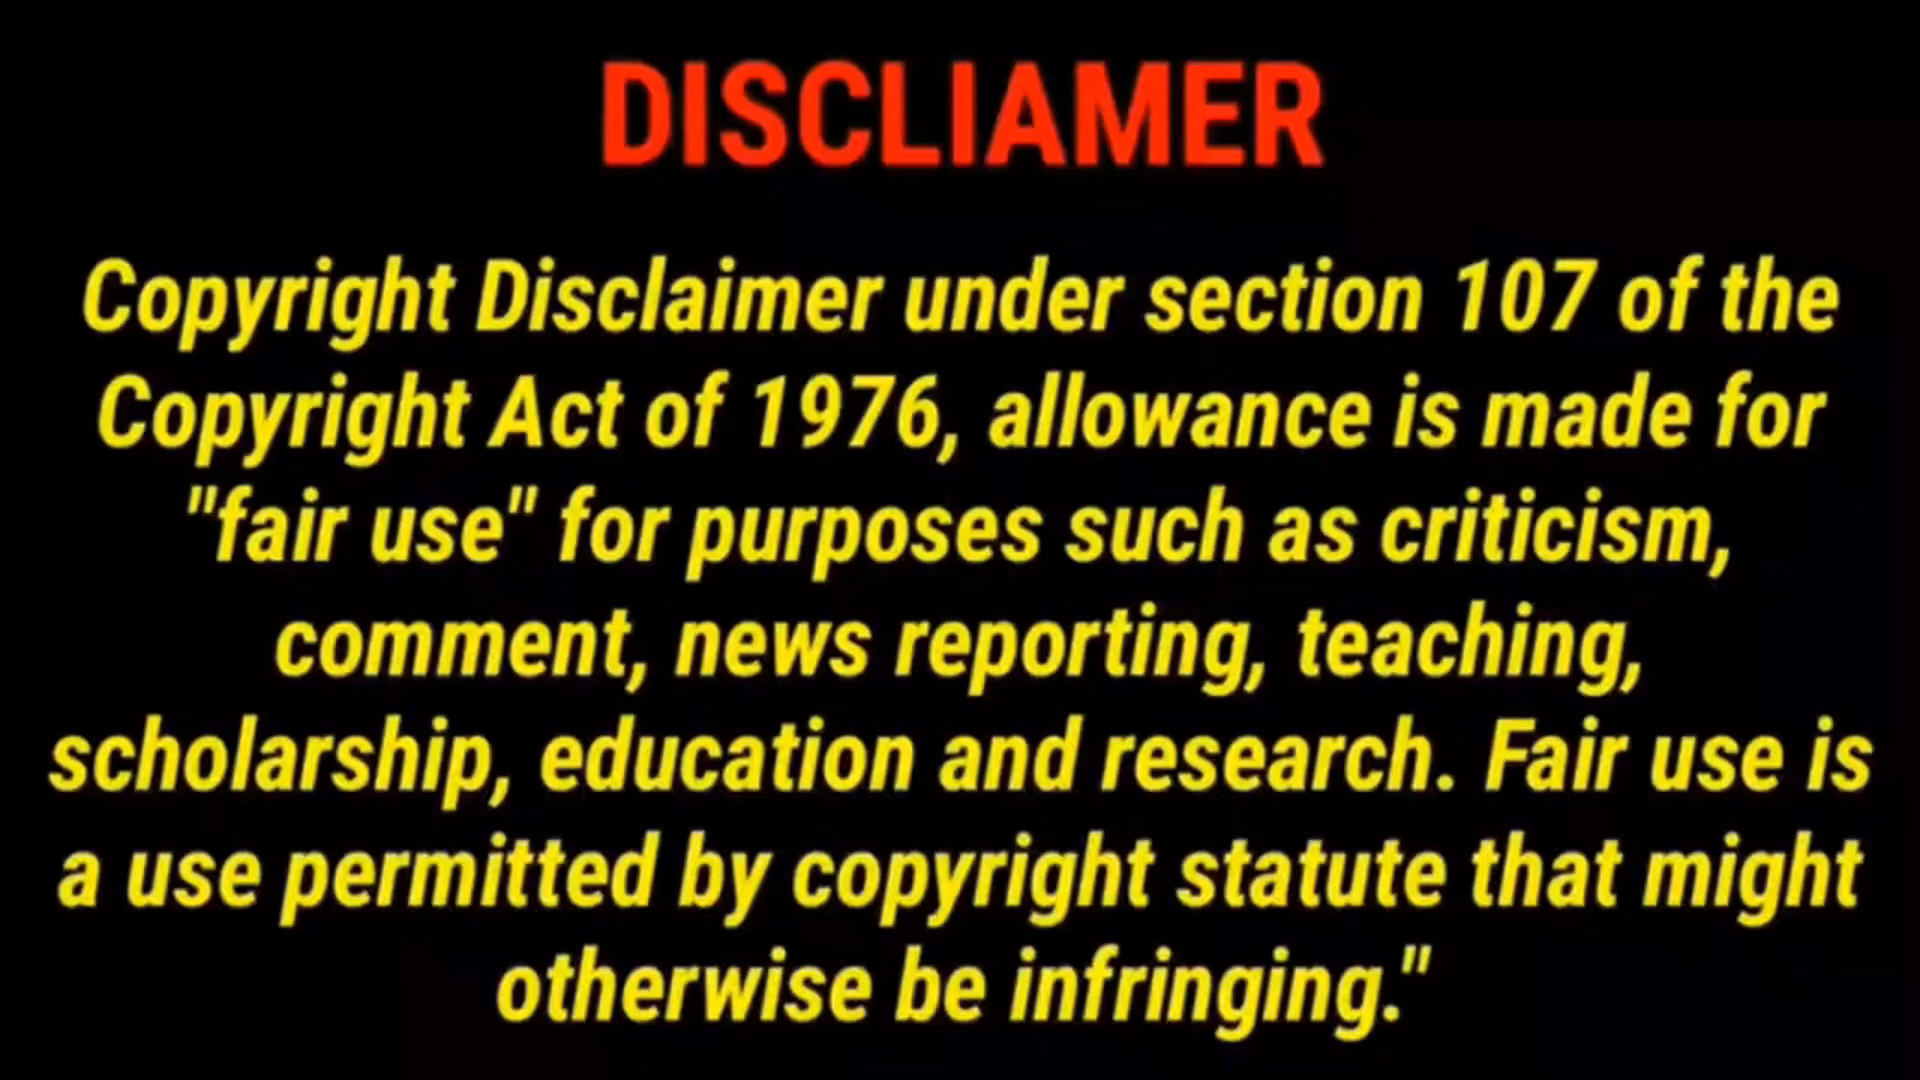 DISCLIAMER
Copyright Disclaimer under section 107 of the
Copyright Act of 1976, allowance is made for
"fair use" for purposes such as criticism,
comment, news reporting, teaching,
scholarship, education and research. Fair use is
a use permitted by copyright statute that might
otherwise be infringing."